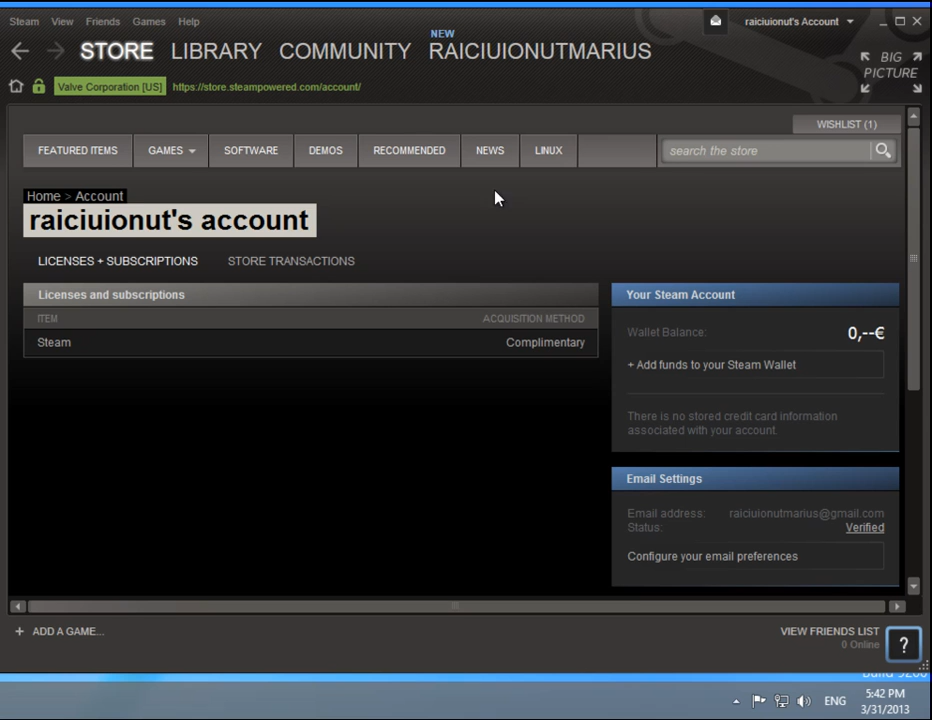 Steam View Friends Games Help
raiciuionut's Account
NEW
STORE LIBRARY COMMUNITY RAICIUIONUTMARIUS
BIG PICTURE
Valve Corporation [US] https://store.steampowered.com/account/
WISHLIST (1)
FEATURED ITEMS GAMES SOFTWARE DEMOS RECOMMENDED NEWS LINUX search the store
Home > Account
raiciuionut's account
LICENSES + SUBSCRIPTIONS STORE TRANSACTIONS
Licenses and subscriptions
ITEM ACQUISITION METHOD
Steam Complimentary
Your Steam Account
Wallet Balance: 0,--€
+ Add funds to your Steam Wallet
There is no stored credit card information
associated with your account.
Email Settings
Email address: raiciuionutmarius@gmail.com
Status: Verified
Configure your email preferences
+ ADD A GAME...
VIEW FRIENDS LIST
0 Online
?
ENG
5:42 PM
3/31/2013